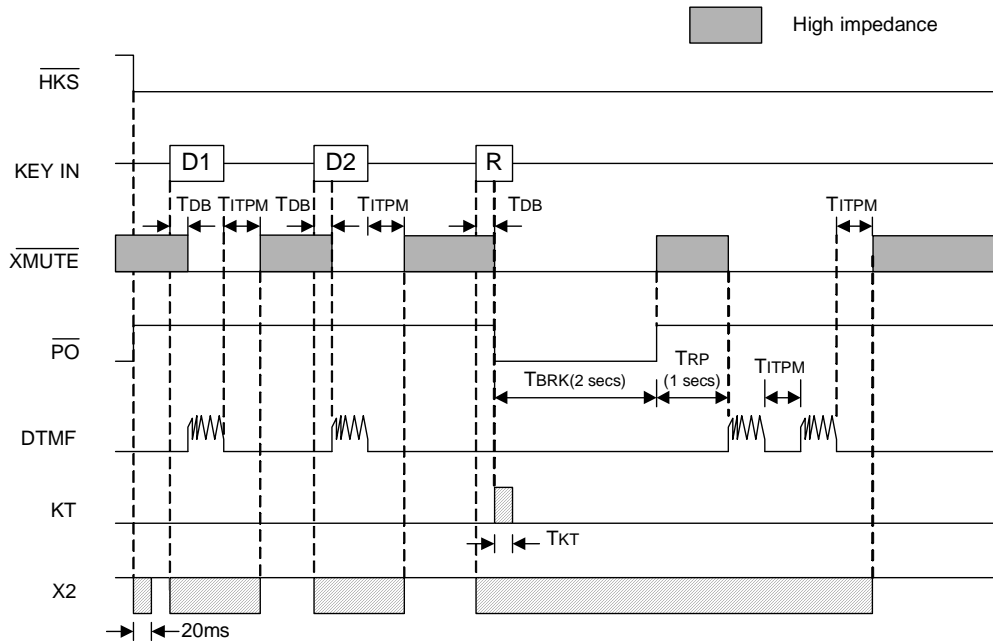 High impedance
HKS
KEY IN
D1
D2
R
TDB
TITPM
TDB
TITPM
TDB
TITPM
XMUTE
PO
TBRK(2 secs)
TRP
(1 secs)
TITPM
DTMF
KT
TKT
X2
20ms